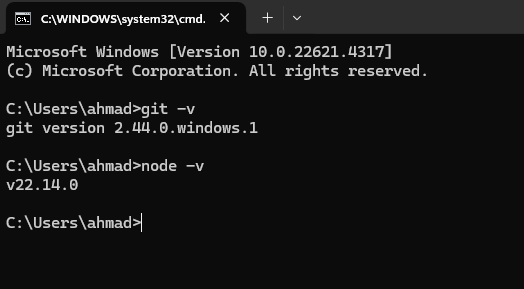 C:\WINDOWS\system32\cmd.
Microsoft Windows [Version 10.0.22621.4317]
(c) Microsoft Corporation. All rights reserved.
C:\Users\ahmad>git -v
git version 2.44.0.windows.1
C:\Users\ahmad>node -v
v22.14.0
C:\Users\ahmad>